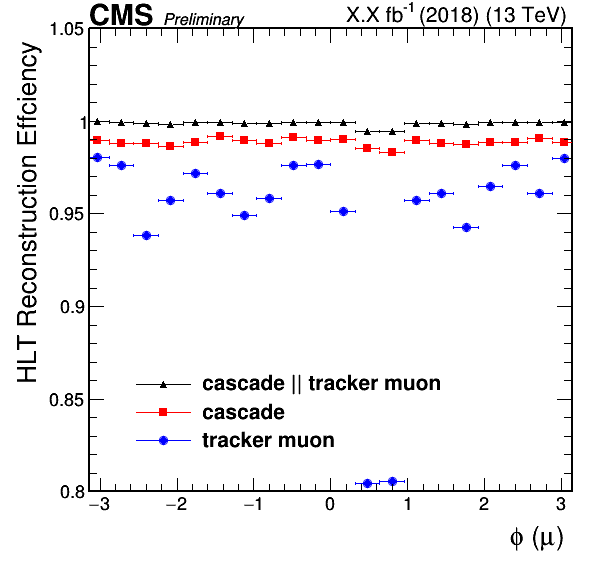 CMS Preliminary X.X fb⁻¹ (2018) (13 TeV)
HLT Reconstruction Effciency
1.05
1
0.95
0.9
0.85
0.8
cascade || tracker muon
cascade
tracker muon
−3 −2 −1 0 1 2 3
ϕ (μ)